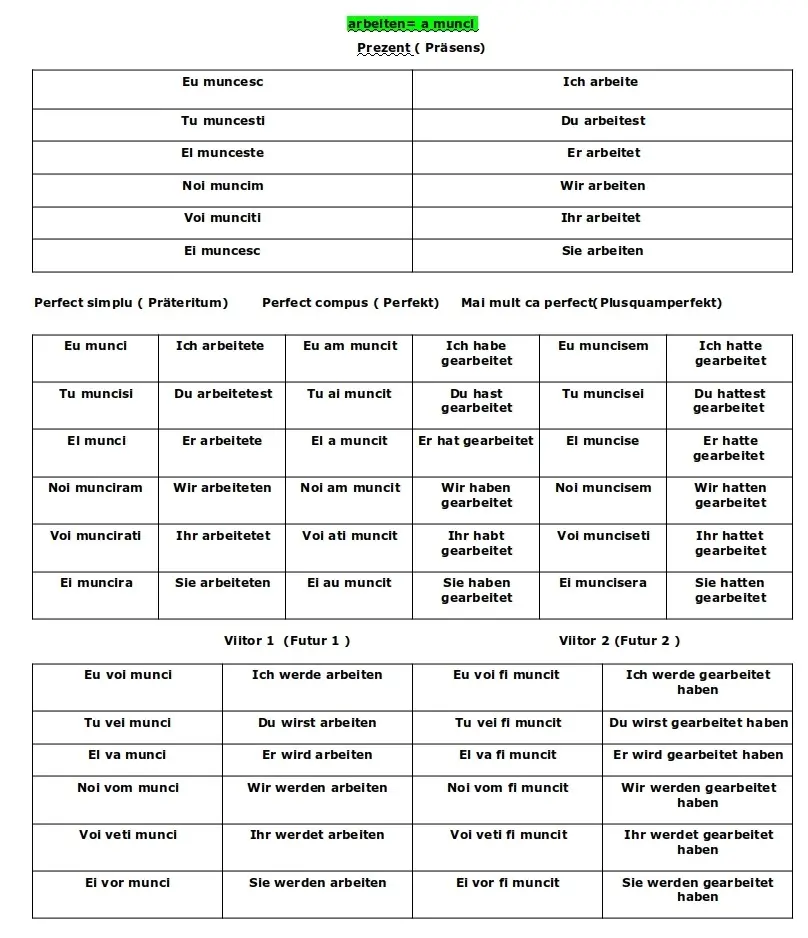 arbeiten= a munci
Prezent ( Präsens)
Eu muncesc Ich arbeite
Tu muncesti Du arbeitest
El munceste Er arbeitet
Noi muncim Wir arbeiten
Voi munciti Ihr arbeitet
Ei muncesc Sie arbeiten
Perfect simplu ( Präteritum) Perfect compus ( Perfekt) Mai mult ca perfect( Plusquamperfekt)
Eu munci Ich arbeitete Eu am muncit Ich habe Eu muncisem Ich hatte
gearbeitet gearbeitet
Tu muncisi Du arbeitetest Tu ai muncit Du hast Tu muncisei Du hattest
gearbeitet gearbeitet
El munci Er arbeitete El a muncit Er hat gearbeitet El muncise Er hatte
gearbeitet
Noi munciram Wir arbeiteten Noi am muncit Wir haben Noi muncisem Wir hatten
gearbeitet gearbeitet
Voi muncirati Ihr arbeitetet Voi ati muncit Ihr habt Voi munciseti Ihr hattet
gearbeitet gearbeitet
Ei muncira Sie arbeiteten Ei au muncit Sie haben Ei muncisera Sie hatten
gearbeitet gearbeitet
Viitor 1 (Futur 1 ) Viitor 2 (Futur 2 )
Eu voi munci Ich werde arbeiten Eu voi fi muncit Ich werde gearbeitet
haben
Tu vei munci Du wirst arbeiten Tu vei fi muncit Du wirst gearbeitet haben
El va munci Er wird arbeiten El va fi muncit Er wird gearbeitet haben
Noi vom munci Wir werden arbeiten Noi vom fi muncit Wir werden gearbeitet
haben
Voi veti munci Ihr werdet arbeiten Voi veti fi muncit Ihr werdet gearbeitet
haben
Ei vor munci Sie werden arbeiten Ei vor fi muncit Sie werden gearbeitet
haben